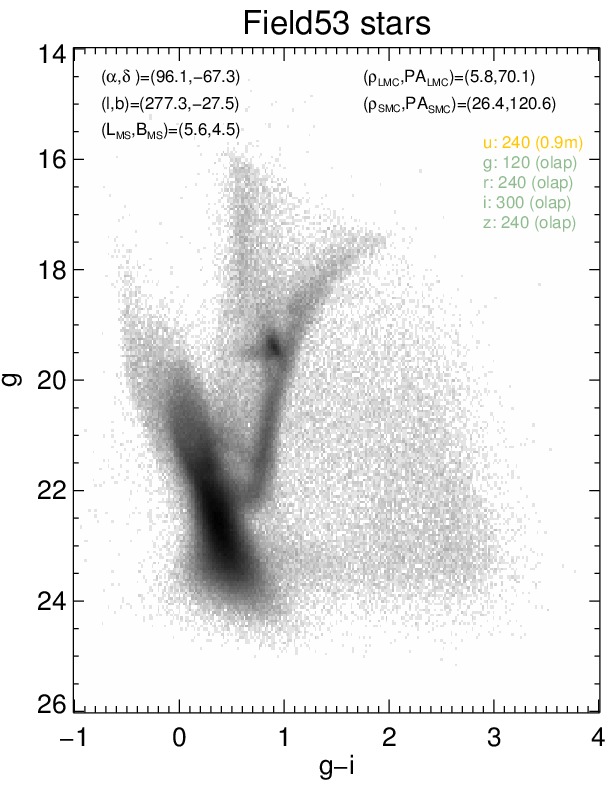 Field53 stars
(α,δ )=(96.1,−67.3)
(l,b)=(277.3,−27.5)
(LMS,BMS)=(5.6,4.5)
(ρLMC,PALMC)=(5.8,70.1)
(ρSMC,PASMC)=(26.4,120.6)
u: 240 (0.9m)
g: 120 (olap)
r: 240 (olap)
i: 300 (olap)
z: 240 (olap)
14
16
18
20
22
24
26
g
−1 0 1 2 3 4
g−i